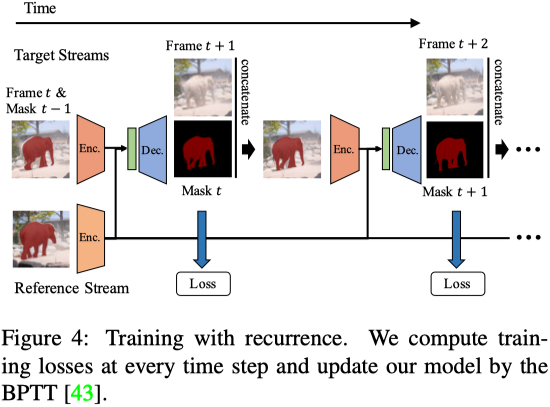 Time
Target Streams
Frame t + 1
Frame t + 2
Frame t &
Mask t − 1
concatenate
concatenate
Enc.
Dec.
Enc.
Dec.
Mask t
Mask t + 1
Enc.
Reference Stream
Loss
Loss
Figure 4: Training with recurrence. We compute train-
ing losses at every time step and update our model by the
BPTT [43].